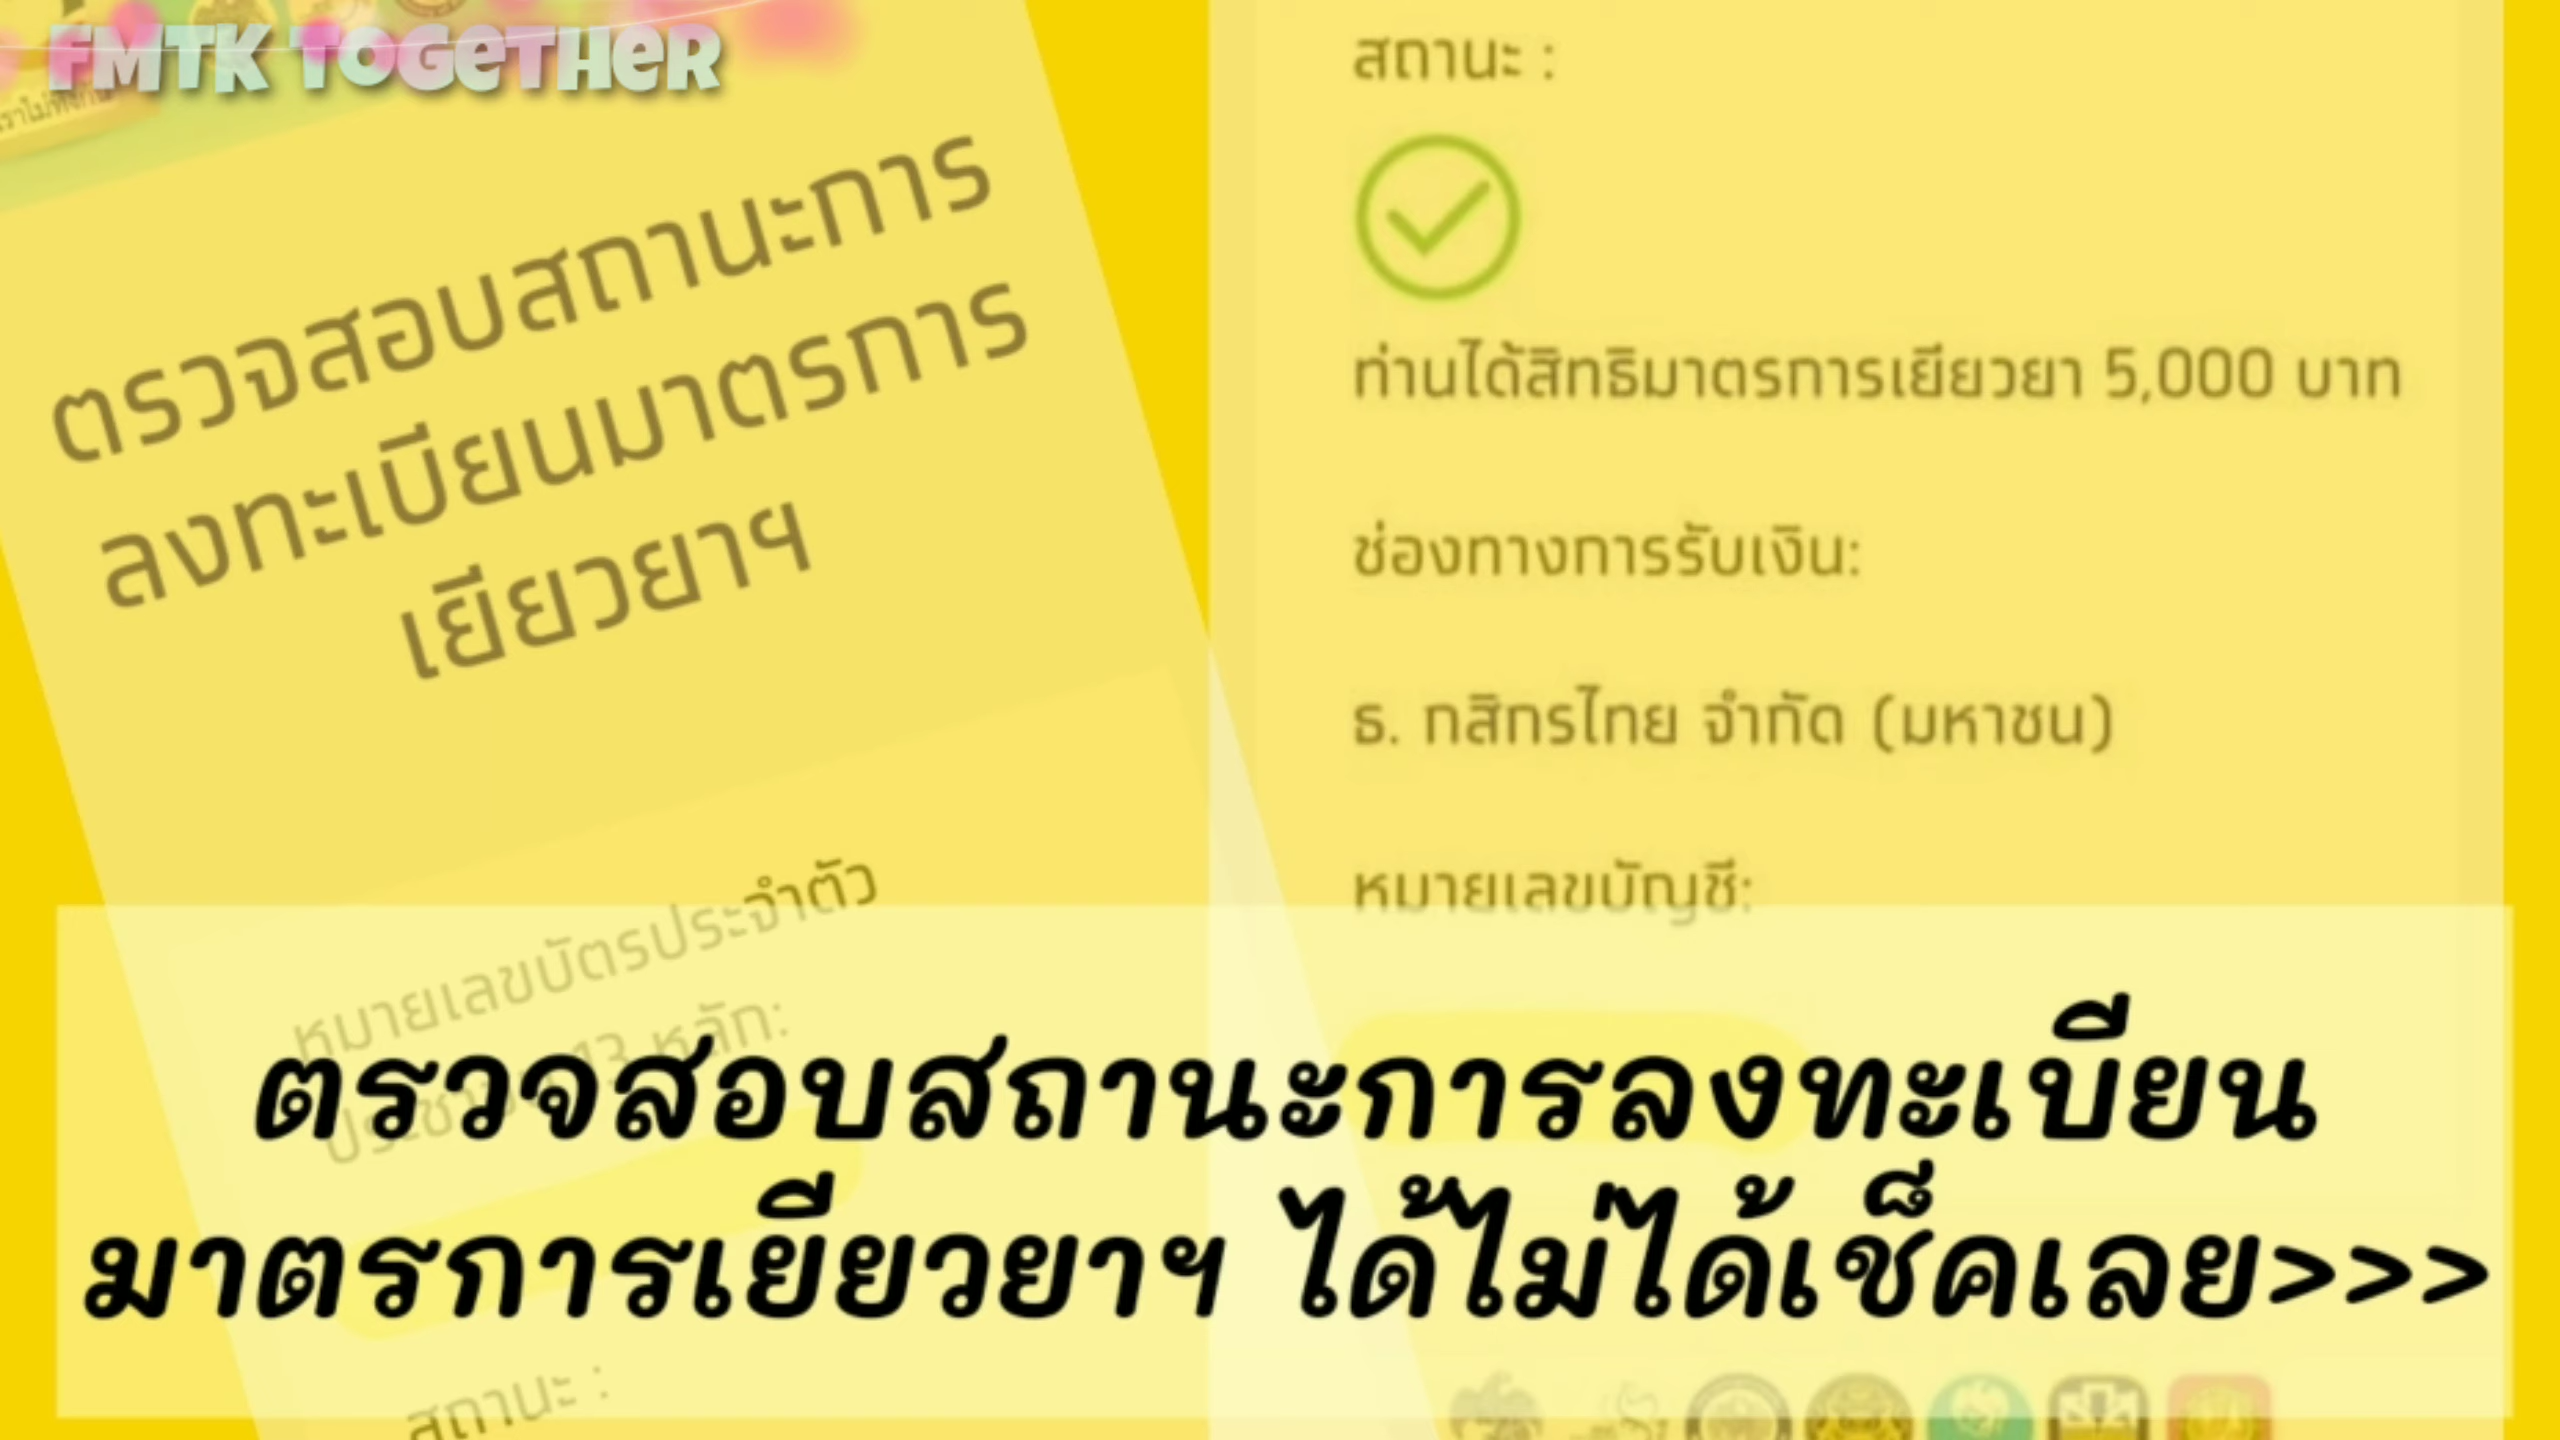 FMTK TOGETHER
ตรวจสอบสถานะการ
ลงทะเบียนมาตรการ
เยียวยาฯ
หมายเลขบัตรประจำตัว
13 หลัก:
สถานะ :
สถานะ :
ท่านได้สิทธิมาตรการเยียวยา 5,000 บาท
ช่องทางการรับเงิน:
ธ. กสิกรไทย จำกัด (มหาชน)
หมายเลขบัญชี:
ตรวจสอบสถานะการลงทะเบียน
มาตรการเยียวยาฯ ได้ไม่ได้เช็คเลย>>>